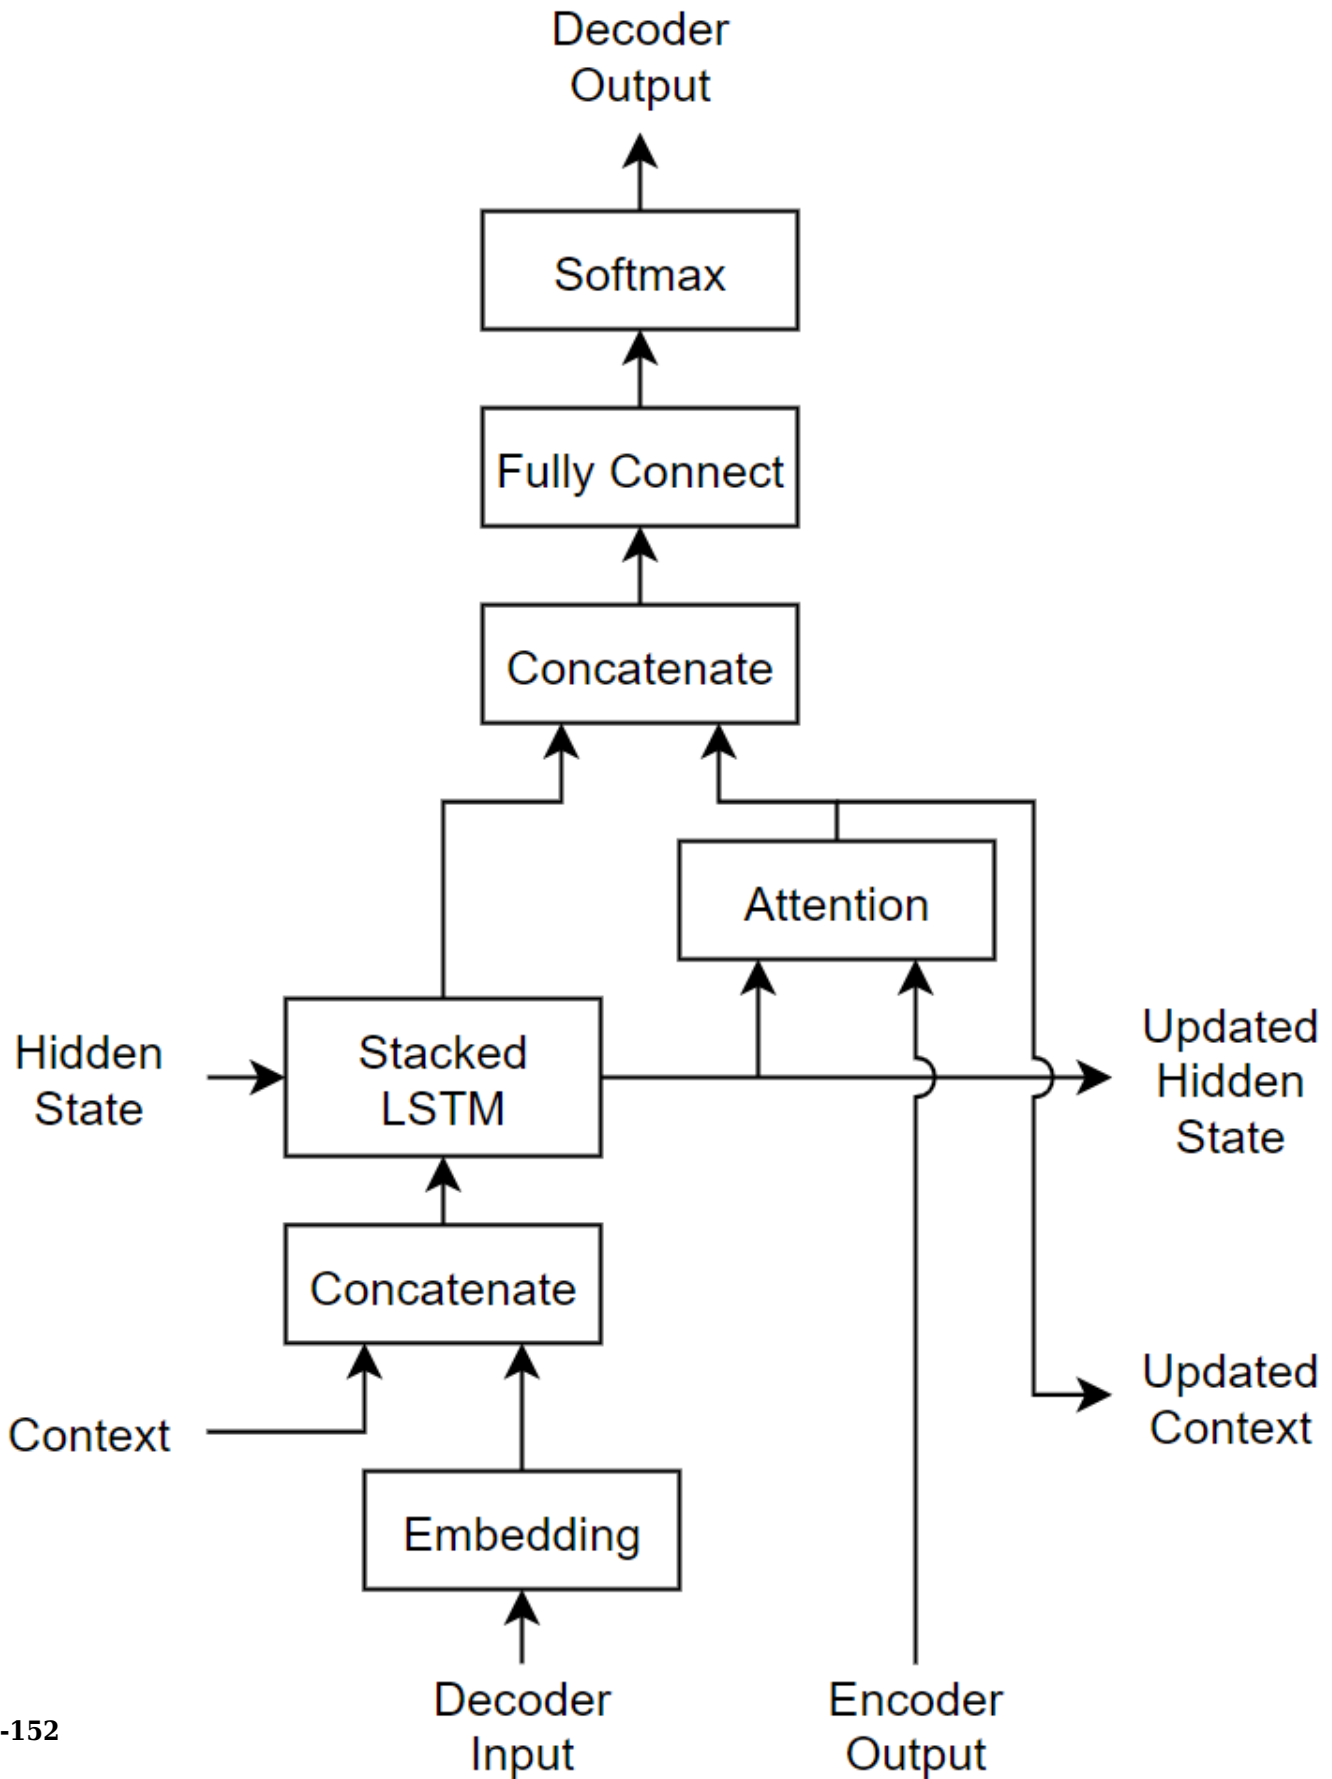 Decoder
Output
Softmax
Fully Connect
Concatenate
Attention
Hidden
State
Stacked
LSTM
Updated
Hidden
State
Concatenate
Context
Updated
Context
Embedding
Decoder
Input
Encoder
Output
-152